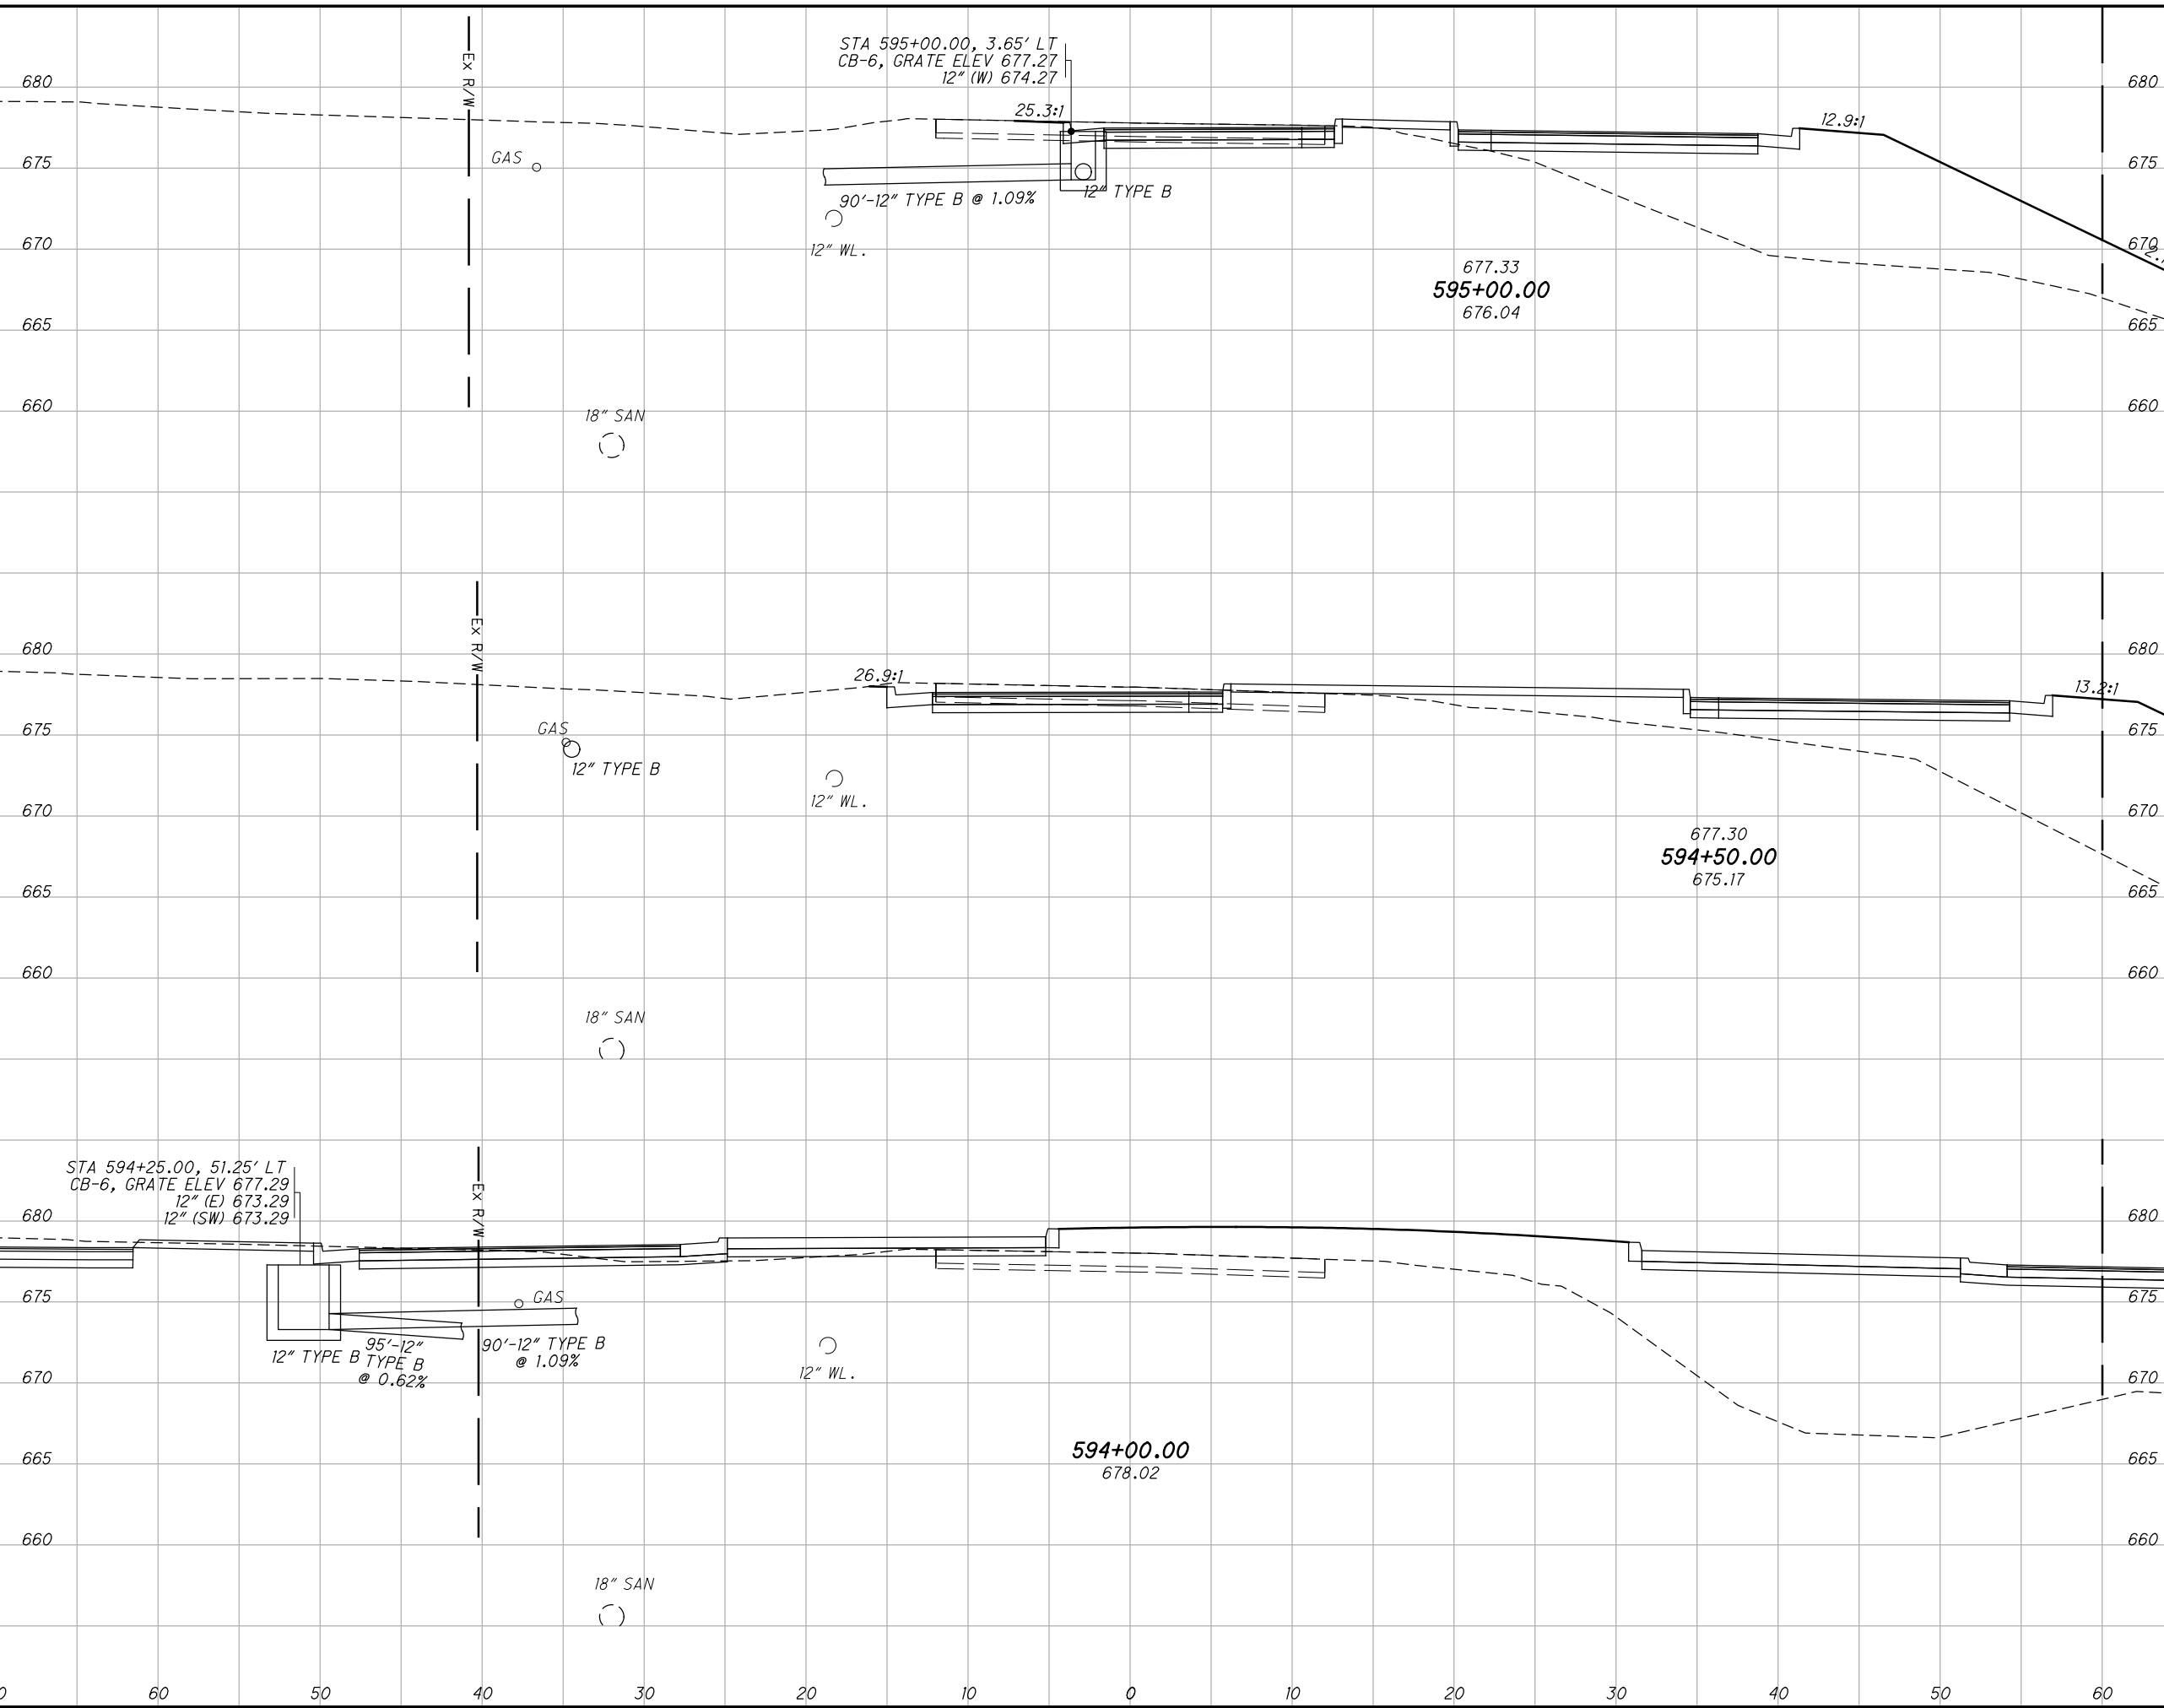 STA 595+00.00, 3.65' LT
CB-6, GRATE ELEV 677.27
12" (W) 674.27
Ex R/W
680
680
25.3:1
12.9:1
GAS
675
675
90'-12" TYPE B @ 1.09%
12" TYPE B
12" WL.
670
670
677.33
595+00.00
676.04
665
665
18" SAN
660
660
Ex R/W
680
680
26.9:1
13.2:1
GAS
675
675
12" TYPE B
12" WL.
670
670
677.30
594+50.00
675.17
665
665
660
660
18" SAN
STA 594+25.00, 51.25' LT
CB-6, GRATE ELEV 677.29
12" (E) 673.29
12" (SW) 673.29
Ex R/W
680
680
GAS
675
675
12" TYPE B
95'-12"
TYPE B
@ 0.62%
90'-12" TYPE B
@ 1.09%
12" WL.
670
670
594+00.00
678.02
665
665
660
660
18" SAN
60 50 40 30 20 10 0 10 20 30 40 50 60